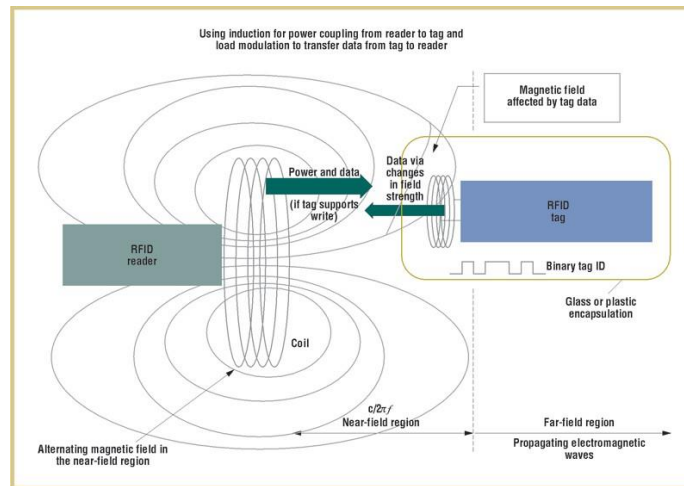 Using induction for power coupling from reader to tag and
load modulation to transfer data from tag to reader
Magnetic field
affected by tag data
Power and data
(if tag supports
write)
Data via
changes
in field
strength
RFID
tag
RFID
reader
Binary tag ID
Glass or plastic
encapsulation
Coil
c/2πf
Near-field region
Far-field region
Propagating electromagnetic
waves
Alternating magnetic field in
the near-field region